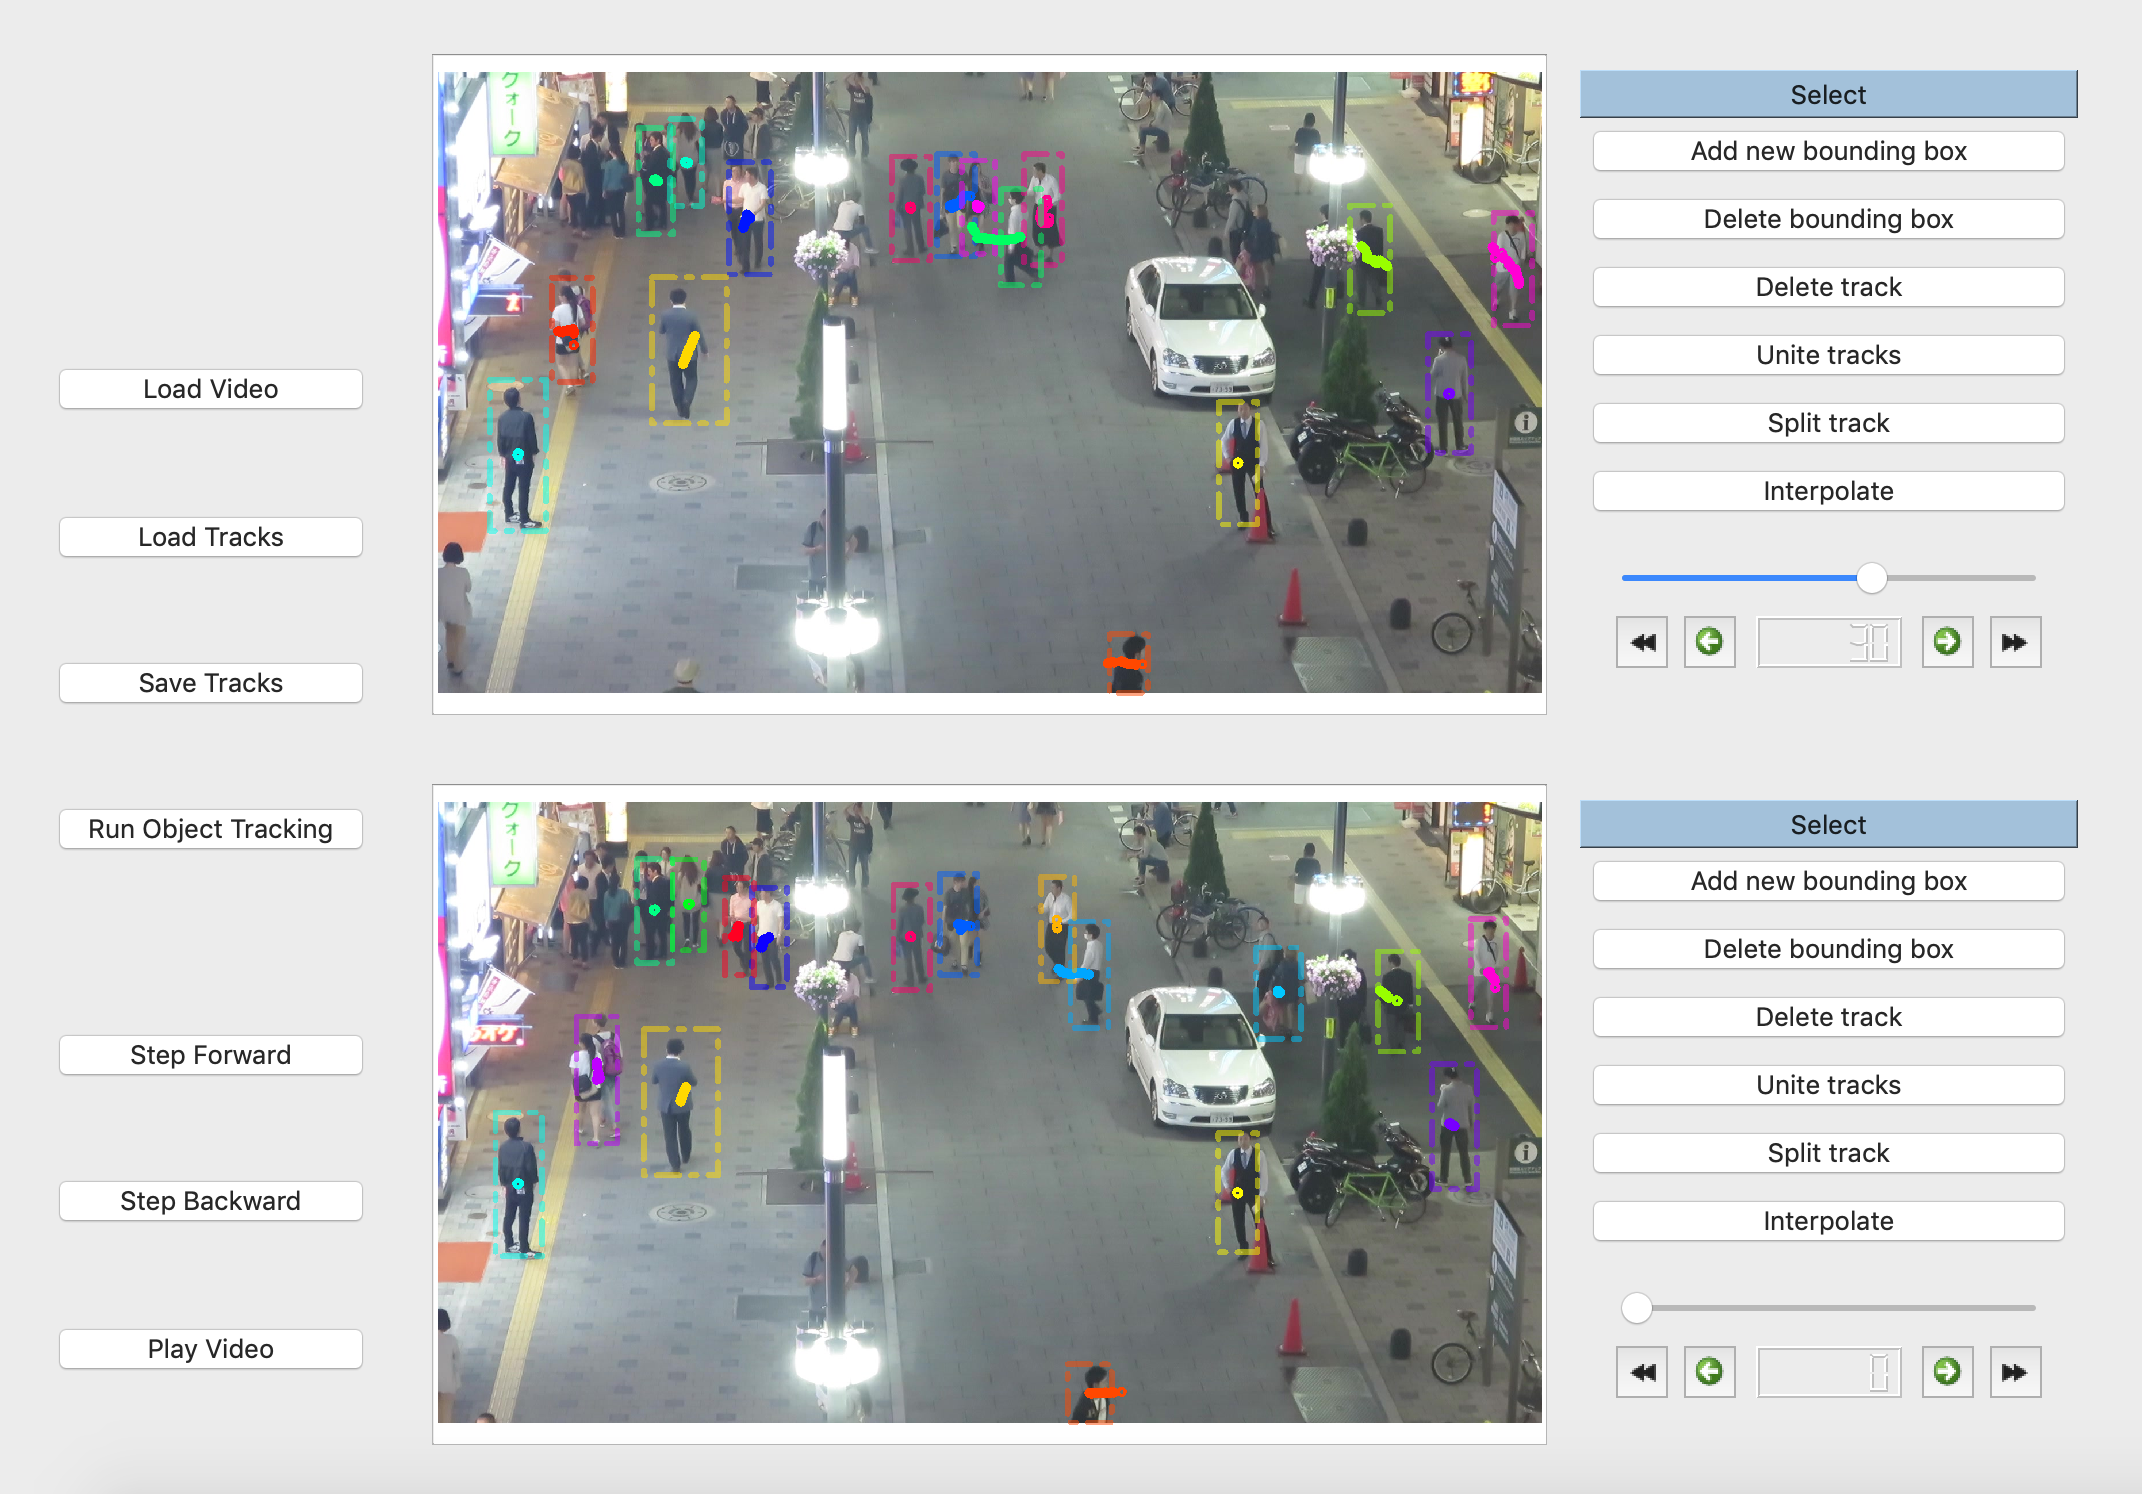 Load Video
Load Tracks
Save Tracks
Run Object Tracking
Step Forward
Step Backward
Play Video
クォーク
Select
Add new bounding box
Delete bounding box
Delete track
Unite tracks
Split track
Interpolate
30
クォーク
Select
Add new bounding box
Delete bounding box
Delete track
Unite tracks
Split track
Interpolate
0